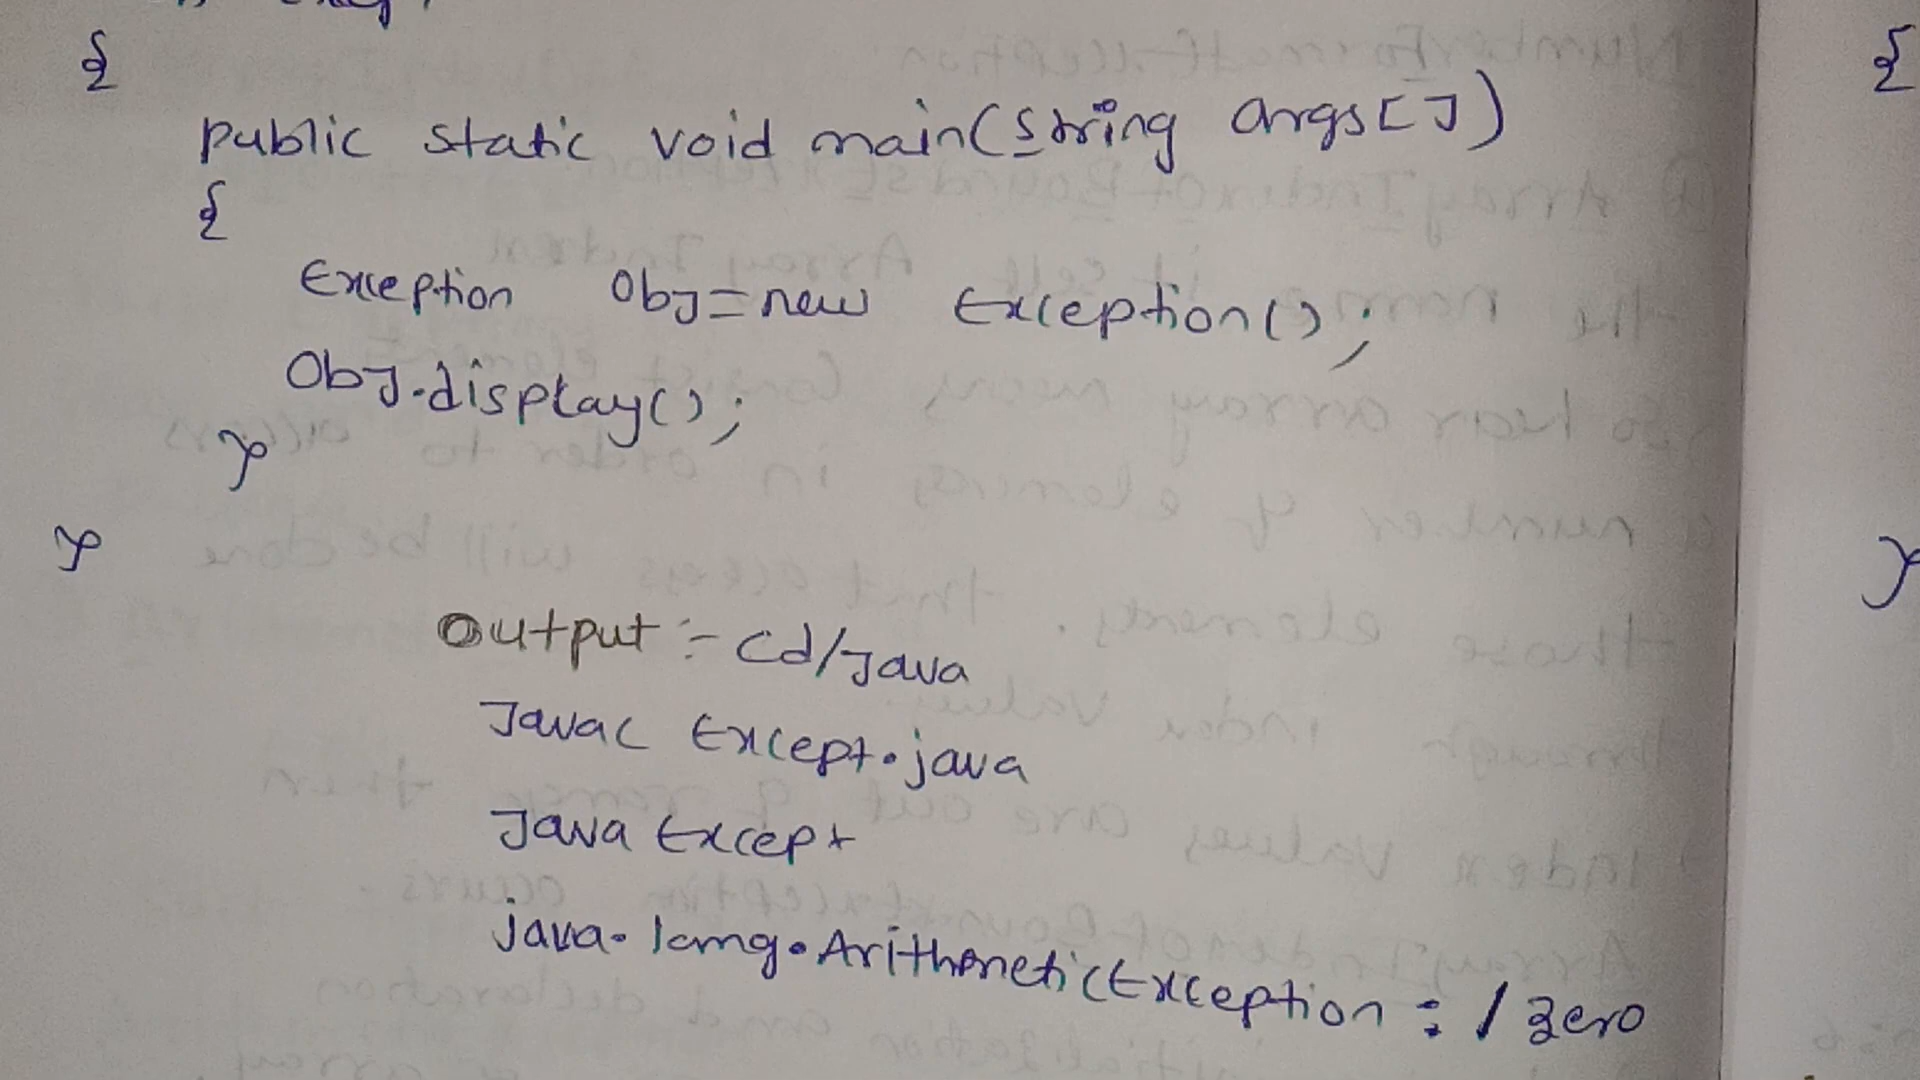 {
public static void main(String args[])
{
Exception Obj=new Exception();
Obj.display();
}
}
Output:- cd/java
Javac Except.java
Java Except
java.lang.ArithmeticException: / zero
{
}